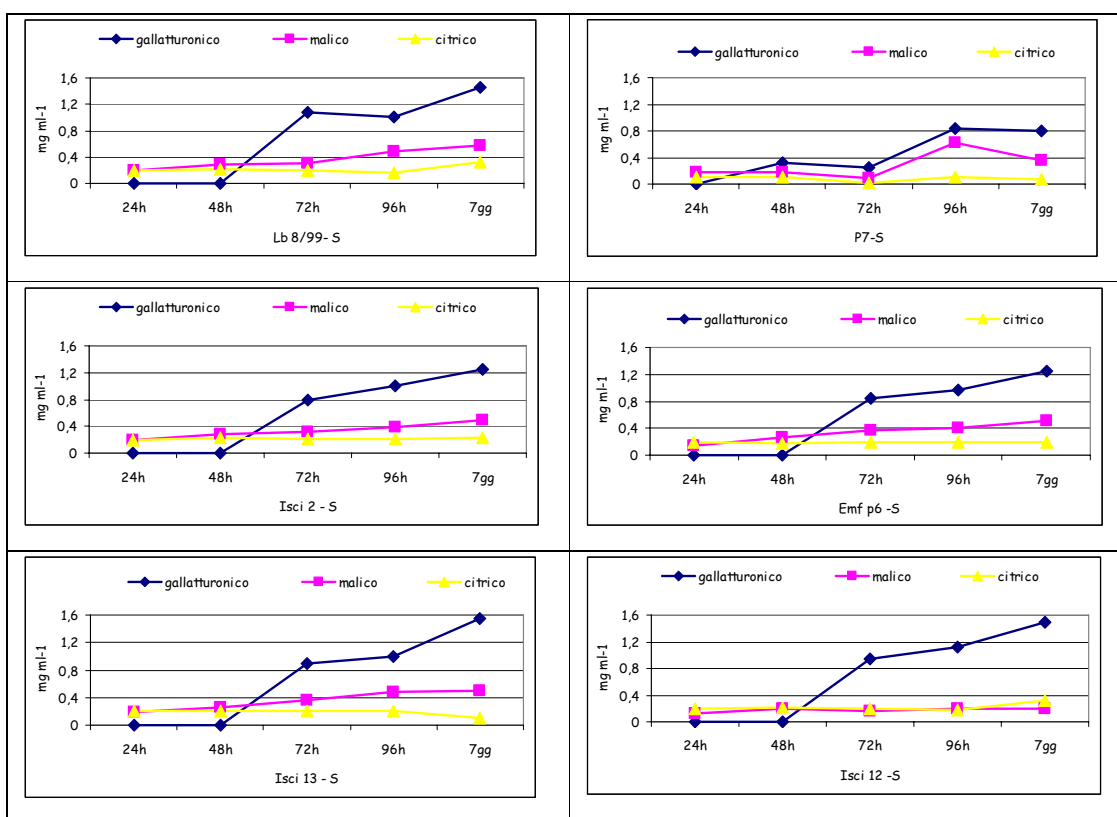 gallatturonico malico citrico
1,6
1,2
0,8
0,4
0
mg ml-1
24h 48h 72h 96h 7gg
Lb 8/99- S
gallatturonico malico citrico
1,6
1,2
0,8
0,4
0
mg ml-1
24h 48h 72h 96h 7gg
P7-S
gallatturonico malico citrico
1,6
1,2
0,8
0,4
0
mg ml-1
24h 48h 72h 96h 7gg
Isci 2 - S
gallatturonico malico citrico
1,6
1,2
0,8
0,4
0
mg ml-1
24h 48h 72h 96h 7gg
Emf p6 -S
gallatturonico malico citrico
1,6
1,2
0,8
0,4
0
mg ml-1
24h 48h 72h 96h 7gg
Isci 13 - S
gallatturonico malico citrico
1,6
1,2
0,8
0,4
0
mg ml-1
24h 48h 72h 96h 7gg
Isci 12 -S